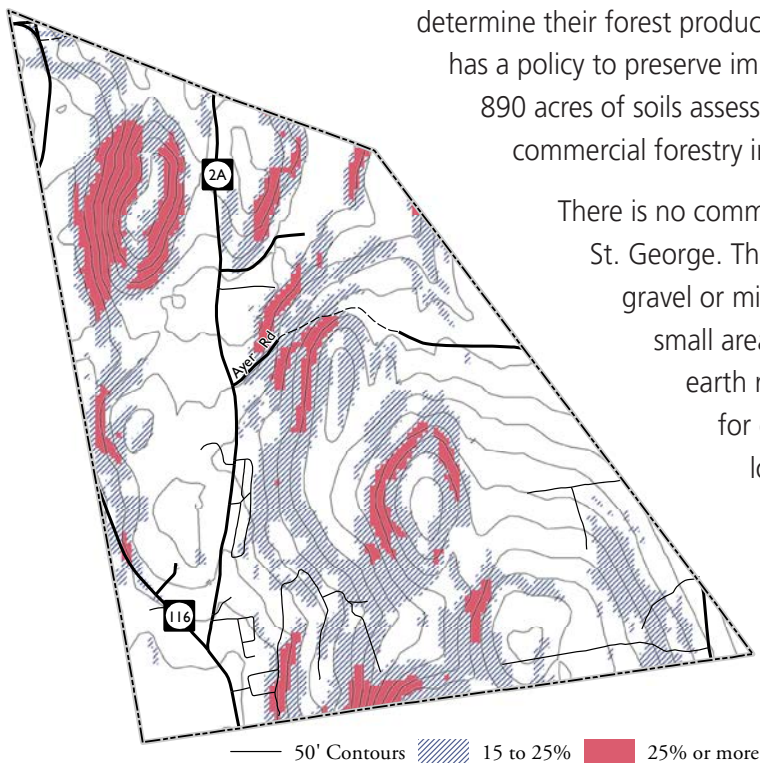 determine their forest produc
has a policy to preserve im
890 acres of soils assess
commercial forestry i
There is no comm
St. George. Th
gravel or mi
small area
earth r
for
lo
2A
Ayer Rd
116
50' Contours
15 to 25%
25% or more